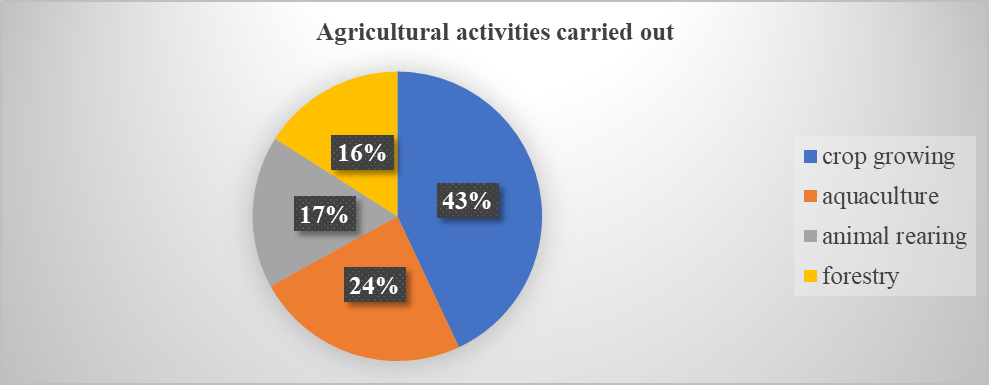 Agricultural activities carried out
16%
43%
17%
24%
crop growing
aquaculture
animal rearing
forestry